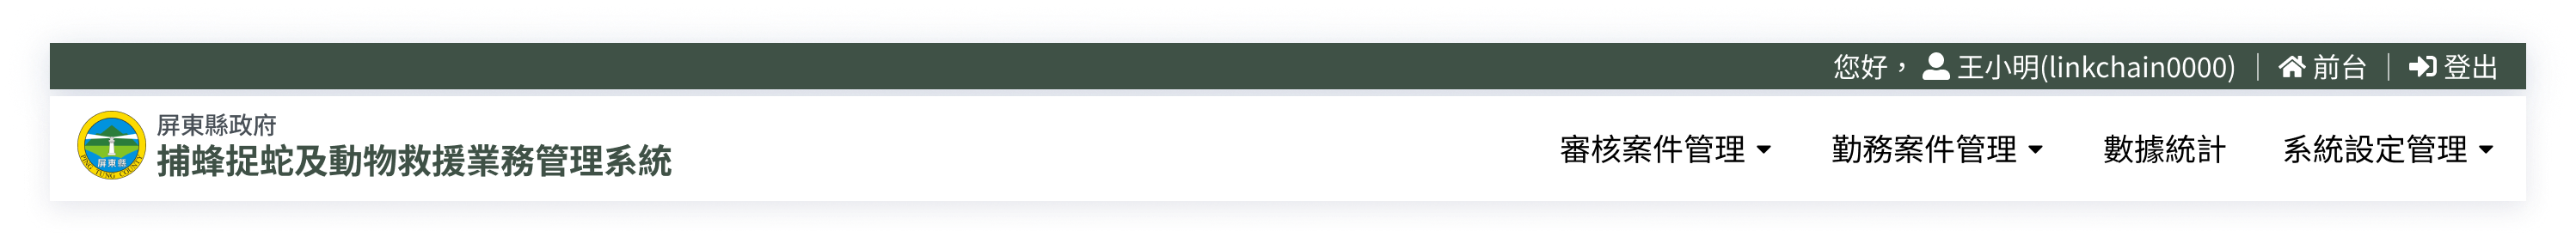 您好， 王小明(linkchain0000) | 前台 | 登出
屏東縣政府
捕蜂捉蛇及動物救援業務管理系統
屏東縣
PING TUNG COUNTY
審核案件管理 勤務案件管理 數據統計 系統設定管理